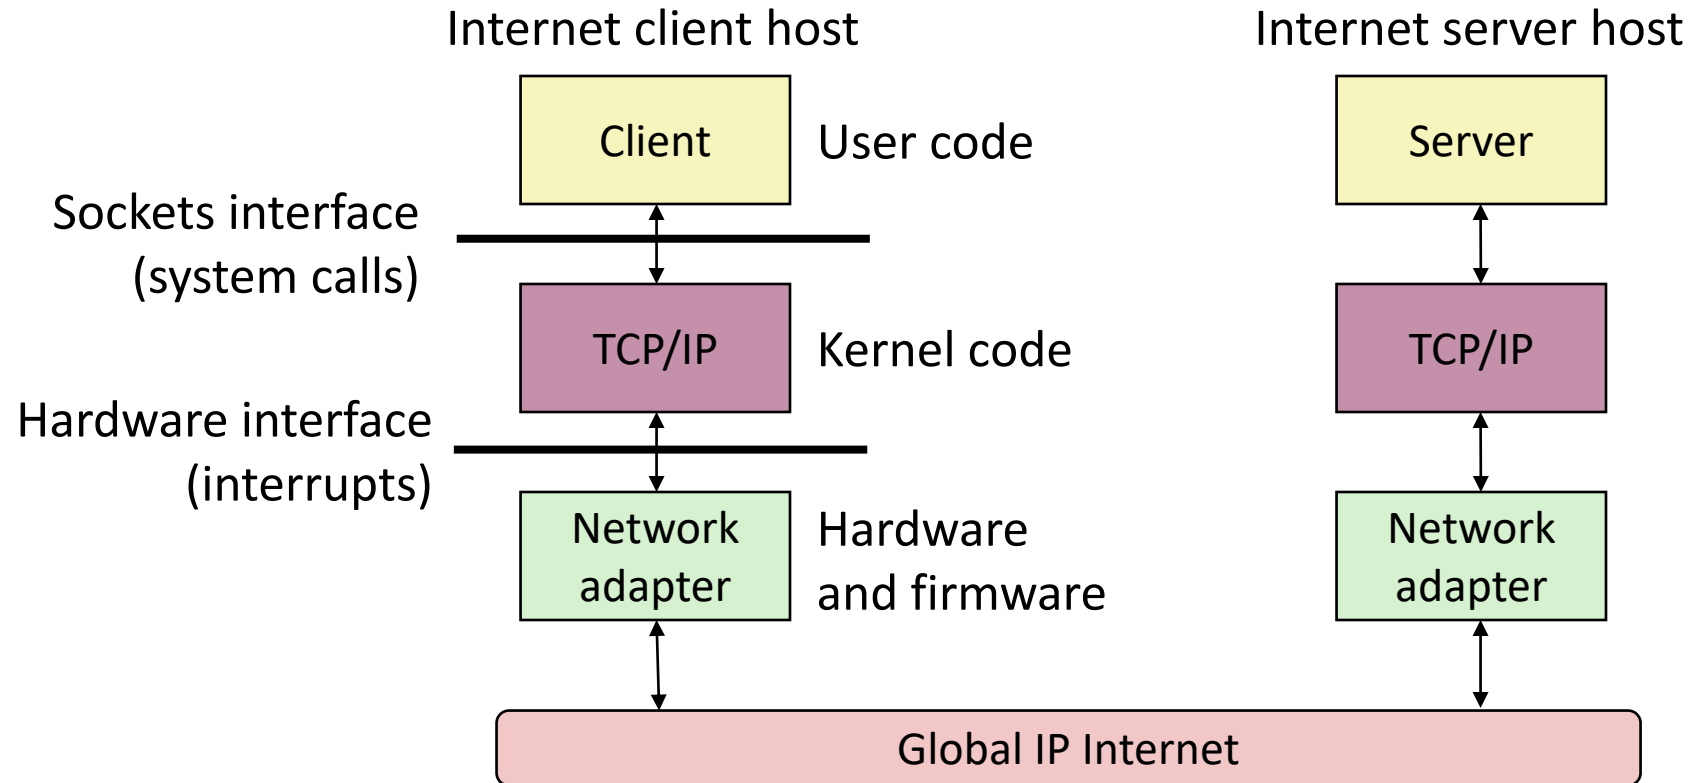 Internet client host
Internet server host
Client
User code
Server
Sockets interface
(system calls)
TCP/IP
Kernel code
TCP/IP
Hardware interface
(interrupts)
Network
adapter
Hardware
and firmware
Network
adapter
Global IP Internet